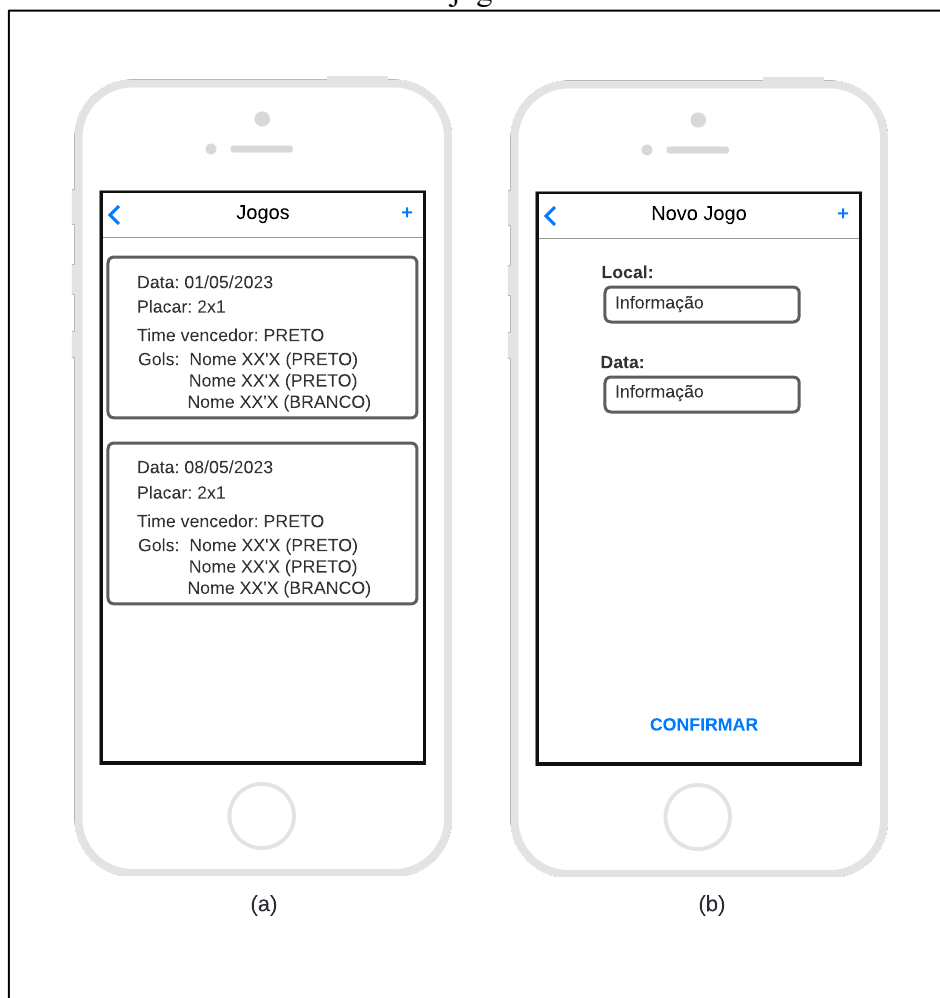 Jogos +
Data: 01/05/2023
Placar: 2x1
Time vencedor: PRETO
Gols: Nome XX'X (PRETO)
Nome XX'X (PRETO)
Nome XX'X (BRANCO)
Data: 08/05/2023
Placar: 2x1
Time vencedor: PRETO
Gols: Nome XX'X (PRETO)
Nome XX'X (PRETO)
Nome XX'X (BRANCO)
(a)
Novo Jogo +
Local:
Informação
Data:
Informação
CONFIRMAR
(b)